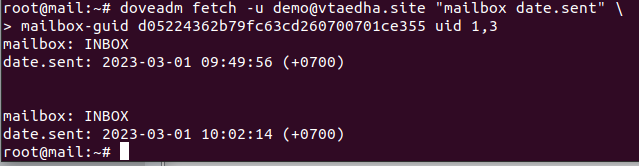 root@mail:~# doveadm fetch -u demo@vtaedha.site "mailbox date.sent" \
> mailbox-guid d05224362b79fc63cd260700701ce355 uid 1,3
mailbox: INBOX
date.sent: 2023-03-01 09:49:56 (+0700)
mailbox: INBOX
date.sent: 2023-03-01 10:02:14 (+0700)
root@mail:~#